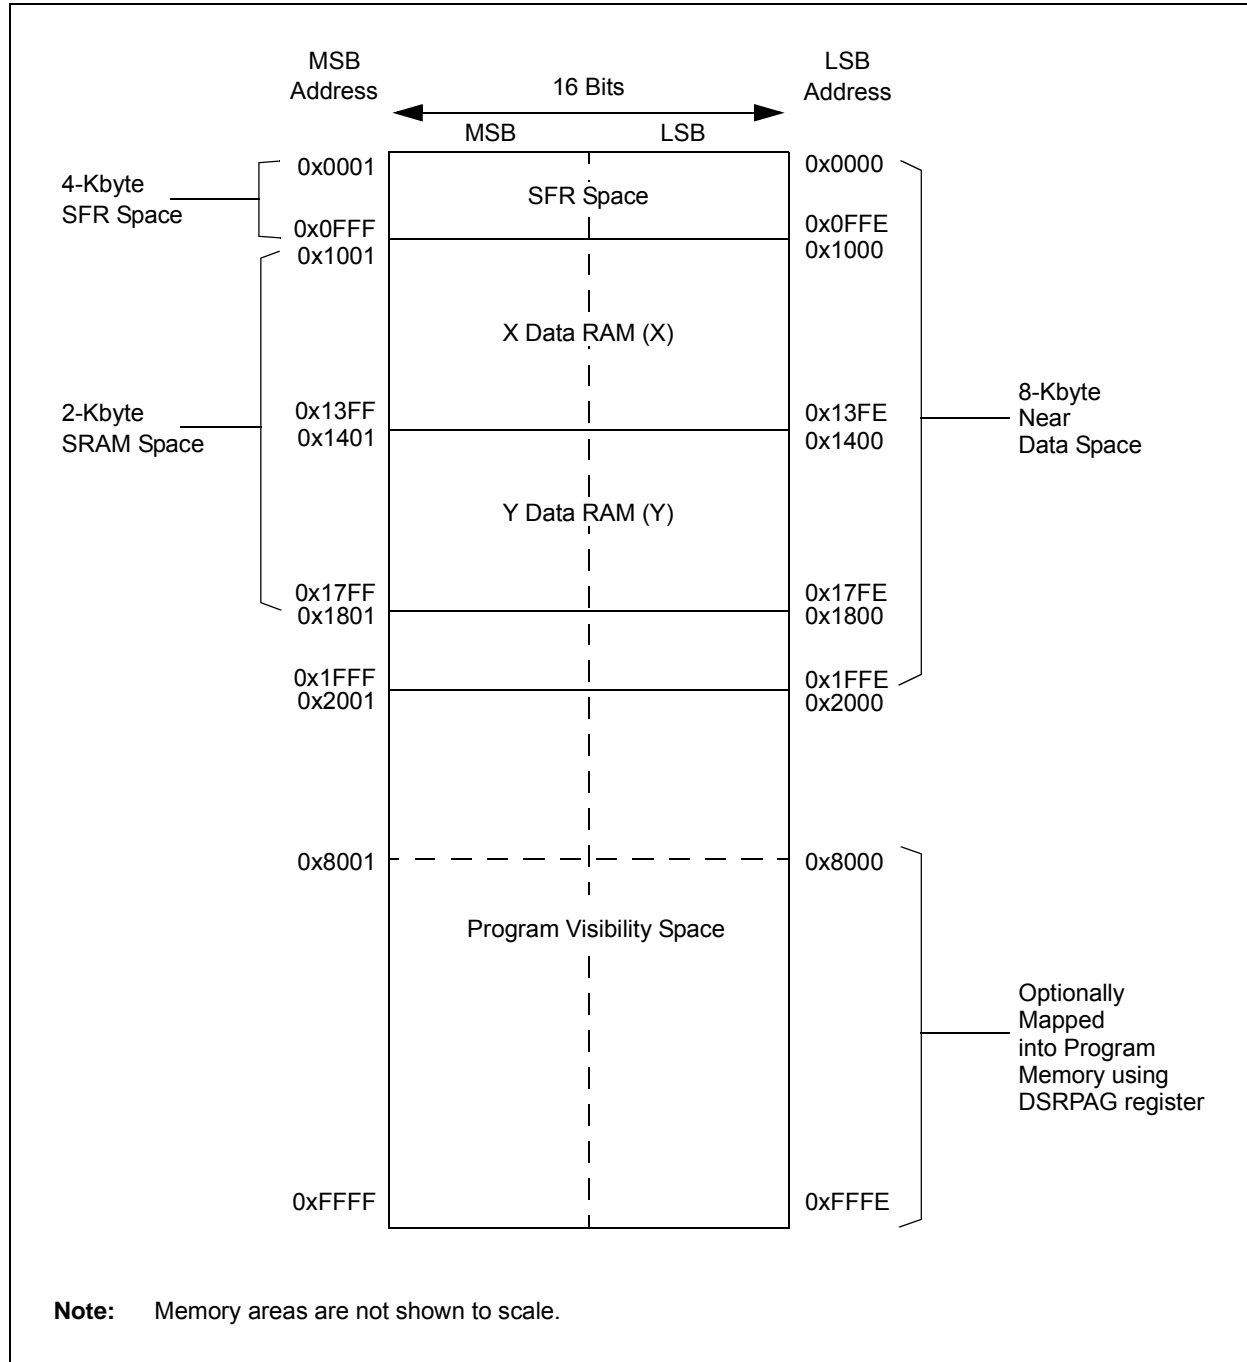 MSB
Address
16 Bits
LSB
Address
MSB
LSB
0x0001
0x0000
4-Kbyte
SFR Space
SFR Space
0x0FFF
0x0FFE
0x1001
0x1000
X Data RAM (X)
2-Kbyte
SRAM Space
0x13FF
0x13FE
0x1401
0x1400
8-Kbyte
Near
Data Space
Y Data RAM (Y)
0x17FF
0x17FE
0x1801
0x1800
0x1FFF
0x1FFE
0x2001
0x2000
0x8001
0x8000
Program Visibility Space
Optionally
Mapped
into Program
Memory using
DSRPAG register
0xFFFF
0xFFFE
Note: Memory areas are not shown to scale.